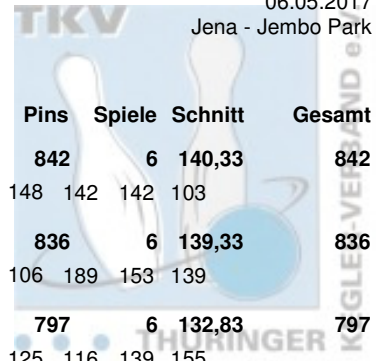 06.05.2017
TKV
Jena - Jembo Park
Pins Spiele Schnitt Gesamt
842 6 140,33 842
148 142 142 103
836 6 139,33 836
106 189 153 139
797 6 132,83 797
THÜRINGER KEGLER-VERBAND e.V.
125 116 139 155